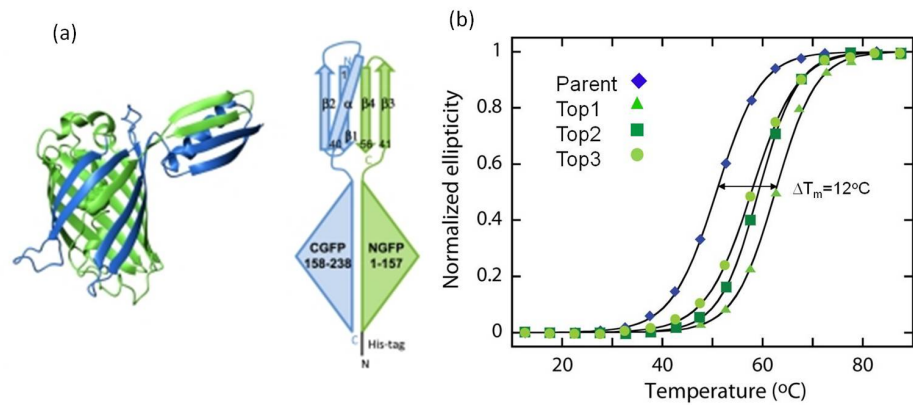 (a)
N
1
β2
α
β4
β3
β1
40
56
41
C
CGFP
158-238
NGFP
1-157
C
His-tag
N
(b)
Normalized ellipticity
1
0.8
0.6
0.4
0.2
0
Parent
Top1
Top2
Top3
ΔTm=12°C
20
40
60
80
Temperature (°C)